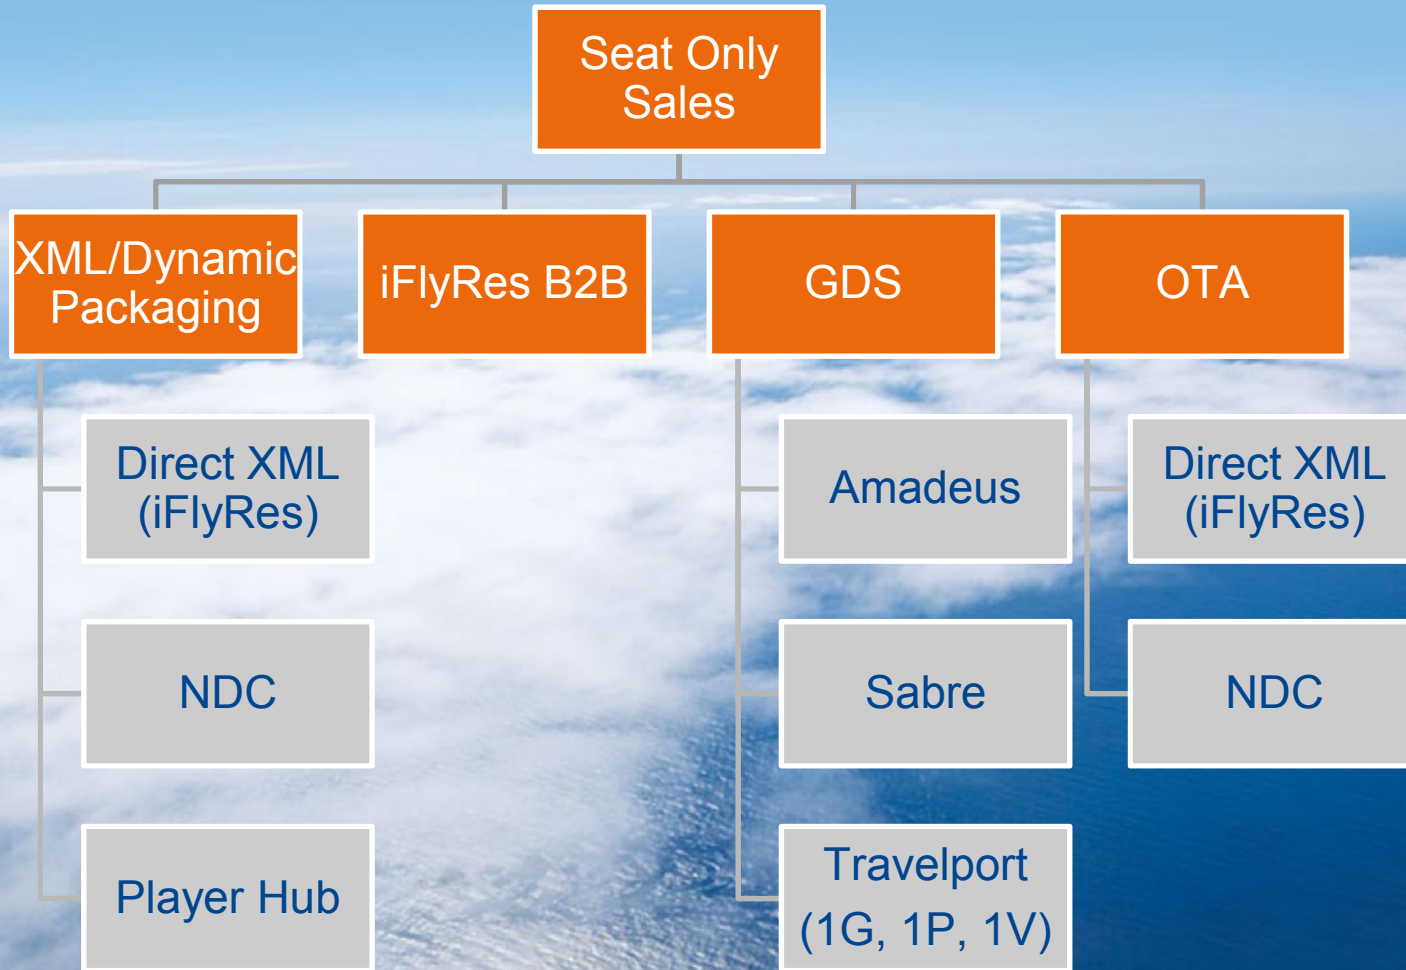 Seat Only
Sales
XML/Dynamic
Packaging
iFlyRes B2B
GDS
OTA
Direct XML
(iFlyRes)
NDC
Player Hub
Amadeus
Sabre
Travelport
(1G, 1P, 1V)
Direct XML
(iFlyRes)
NDC